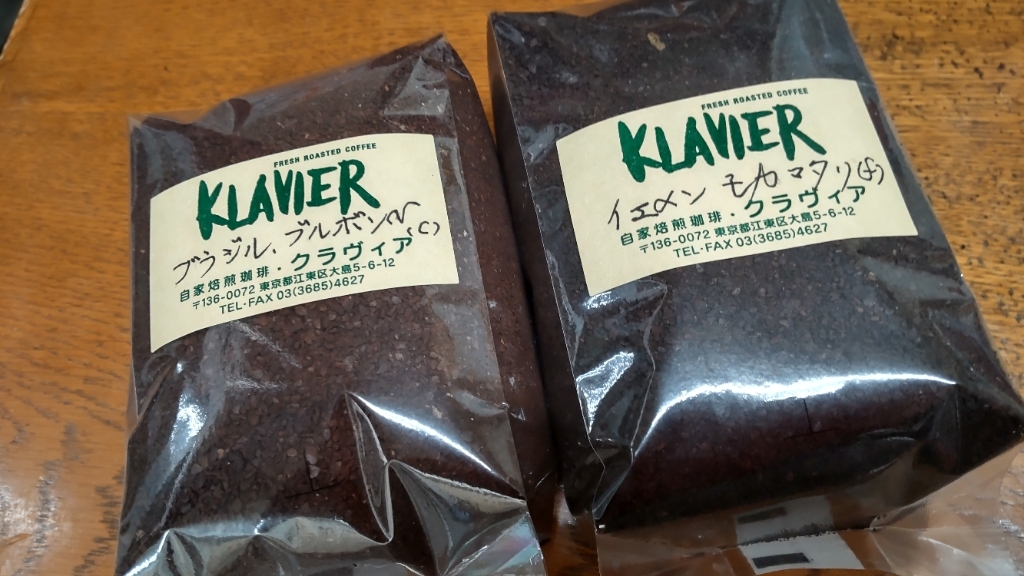 FRESH ROASTED COFFEE
KLAVIER
ブラジル、ブルボンN(C)
自家焙煎珈琲・クラヴィア
〒136-0072 東京都江東区大島5-6-12
TEL・FAX 03(3685)4627
FRESH ROASTED COFFEE
KLAVIER
イエメン モカマタリ(f)
自家焙煎珈琲・クラヴィア
〒136-0072 東京都江東区大島5-6-12
TEL・FAX 03(3685)4627